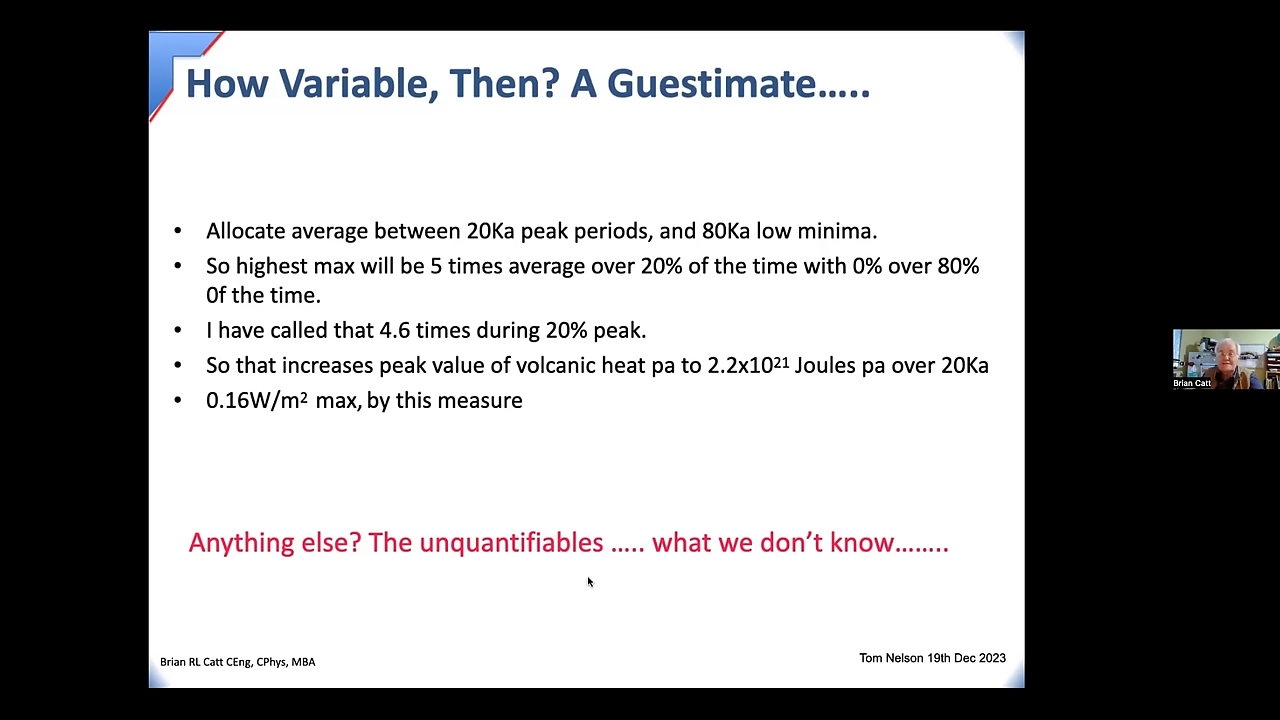 How Variable, Then? A Guestimate.....
• Allocate average between 20Ka peak periods, and 80Ka low minima.
• So highest max will be 5 times average over 20% of the time with 0% over 80%
0f the time.
• I have called that 4.6 times during 20% peak.
• So that increases peak value of volcanic heat pa to 2.2x10²¹ Joules pa over 20Ka
• 0.16W/m² max, by this measure
Anything else? The unquantifiables ..... what we don’t know........
Brian RL Catt CEng, CPhys, MBA
Tom Nelson 19th Dec 2023
Brian Catt